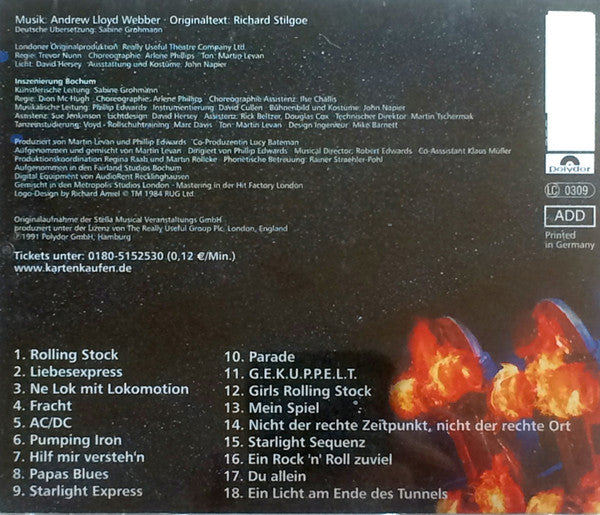 Musik: Andrew Lloyd Webber · Originaltext: Richard Stilgoe
Deutsche Übersetzung: Sabine Grohmann
Londoner Originalproduktion: Really Useful Theatre Company Ltd.
Regie: Trevor Nunn Choreographie: Arlene Phillips Ton: Martin Levan
Licht: David Hersey Ausstattung und Kostüme: John Napier
Inszenierung Bochum
Künstlerische Leitung: Sabine Grohmann
Regie: Dion Mc Hugh Choreographie: Arlene Phillips Choreographie Assistenz: Ilse Challis
Musikalische Leitung: Phillip Edwards Instrumentierung: David Cullen Bühnenbild und Kostüme: John Napier
Assistenz: Sue Jenkinson Lichtdesign: David Hersey Assistenz: Rick Beltzer, Douglas Cox Technischer Direktor: Martin Tschermak
Tanzeinstudierung: Voyd Rollschuhtraining: Marc Davis Ton: Martin Levan Design Ingenieur: Mike Barnett
Produziert von Martin Levan und Phillip Edwards Co-Produzentin Lucy Bateman
Aufgenommen und gemischt von Martin Levan Dirigiert von Phillip Edwards Musical Director: Robert Edwards Co-Assistant Klaus Müller
Produktionskoordination Regina Raab und Martin Rölleke Phonetische Betreuung: Rainer Straehler-Pohl
Aufgenommen in den Fairland Studios Bochum
Digital Equipment von AudioRent Recklinghausen
Gemischt in den Metropolis Studios London · Mastering in der Hit Factory London
Logo-Design by Richard Amsel © TM 1984 RUG Ltd.
Originalaufnahme der Stella Musical Veranstaltungs GmbH
produziert unter der Lizenz von The Really Useful Group Plc. London, England
℗ 1991 Polydor GmbH, Hamburg
Tickets unter: 0180-5152530 (0,12 €/Min.)
www.kartenkaufen.de
Polydor
LC 0309
ADD
Printed
in Germany
1. Rolling Stock
2. Liebesexpress
3. Ne Lok mit Lokomotion
4. Fracht
5. AC/DC
6. Pumping Iron
7. Hilf mir versteh'n
8. Papas Blues
9. Starlight Express
10. Parade
11. G.E.K.U.P.P.E.L.T.
12. Girls Rolling Stock
13. Mein Spiel
14. Nicht der rechte Zeitpunkt, nicht der rechte Ort
15. Starlight Sequenz
16. Ein Rock 'n' Roll zuviel
17. Du allein
18. Ein Licht am Ende des Tunnels